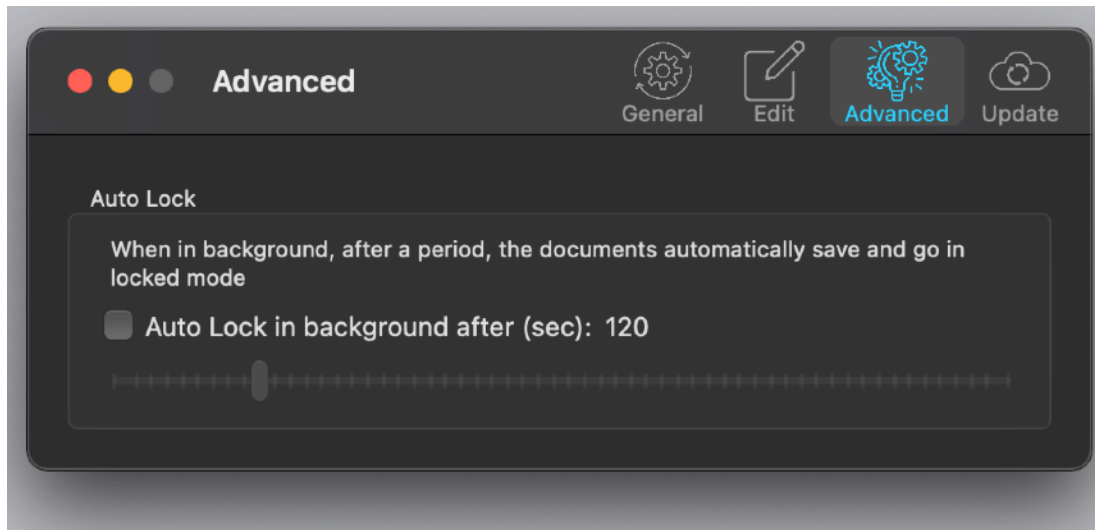 Advanced
General
Edit
Advanced
Update
Auto Lock
When in background, after a period, the documents automatically save and go in
locked mode
Auto Lock in background after (sec): 120